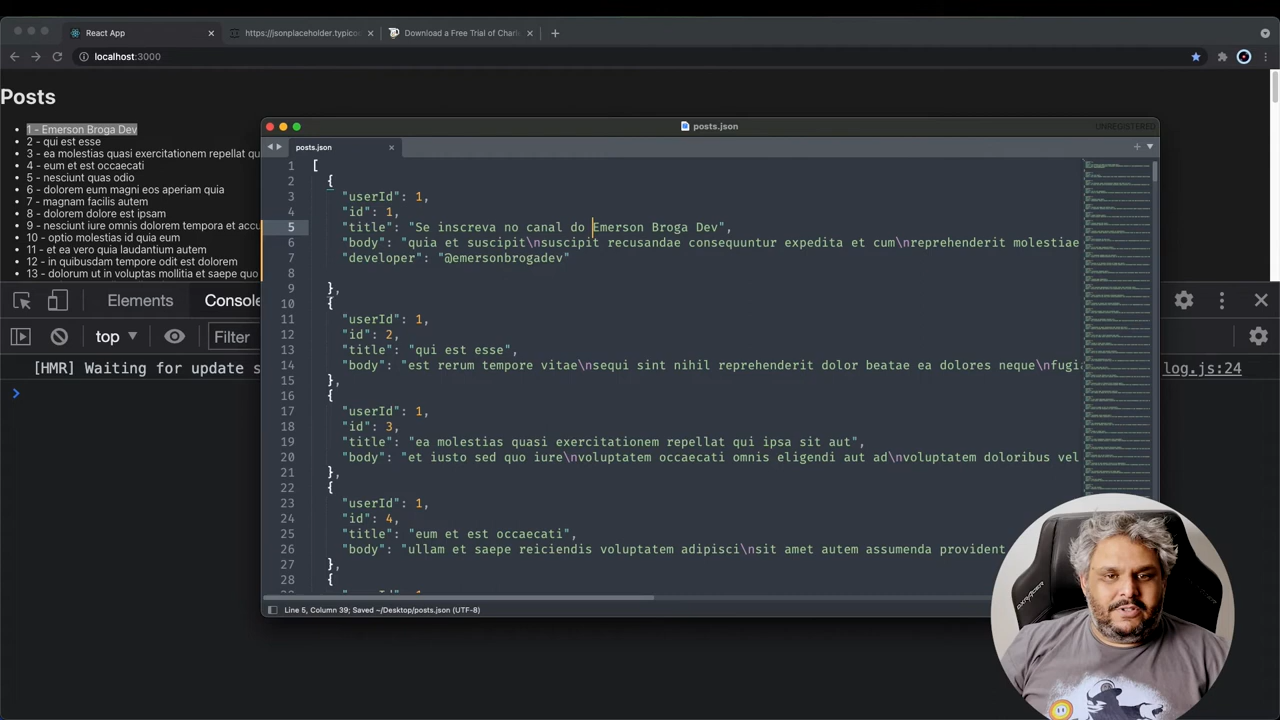 React App
https://jsonplaceholder.typico
Download a Free Trial of Charl
localhost:3000
Posts
1 - Emerson Broga Dev
2 - qui est esse
3 - ea molestias quasi exercitationem repellat qu
4 - eum et est occaecati
5 - nesciunt quas odio
6 - dolorem eum magni eos aperiam quia
7 - magnam facilis autem
8 - dolorem dolore est ipsam
9 - nesciunt iure omnis dolorem tempora et accu
10 - optio molestias id quia eum
11 - et ea vero quia laudantium autem
12 - in quibusdam tempore odit est dolorem
13 - dolorum ut in voluptas mollitia et saepe quo
Elements
Conso
top
Filter
[HMR] Waiting for update s
log.js:24
posts.json
UNREGISTERED
posts.json
1 [
2 {
3 "userId": 1,
4 "id": 1,
5 "title": "Se inscreva no canal do Emerson Broga Dev",
6 "body": "quia et suscipit\nsuscipit recusandae consequuntur expedita et cum\nreprehenderit molestiae
7 "developer": "@emersonbrogadev"
8
9 },
10 {
11 "userId": 1,
12 "id": 2,
13 "title": "qui est esse",
14 "body": "est rerum tempore vitae\nsequi sint nihil reprehenderit dolor beatae ea dolores neque\nfugi
15 },
16 {
17 "userId": 1,
18 "id": 3,
19 "title": "ea molestias quasi exercitationem repellat qui ipsa sit aut",
20 "body": "et iusto sed quo iure\nvoluptatem occaecati omnis eligendi aut ad\nvoluptatem doloribus vel
21 },
22 {
23 "userId": 1,
24 "id": 4,
25 "title": "eum et est occaecati",
26 "body": "ullam et saepe reiciendis voluptatem adipisci\nsit amet autem assumenda provident
27 },
28 {
Line 5, Column 39; Saved ~/Desktop/posts.json (UTF-8)